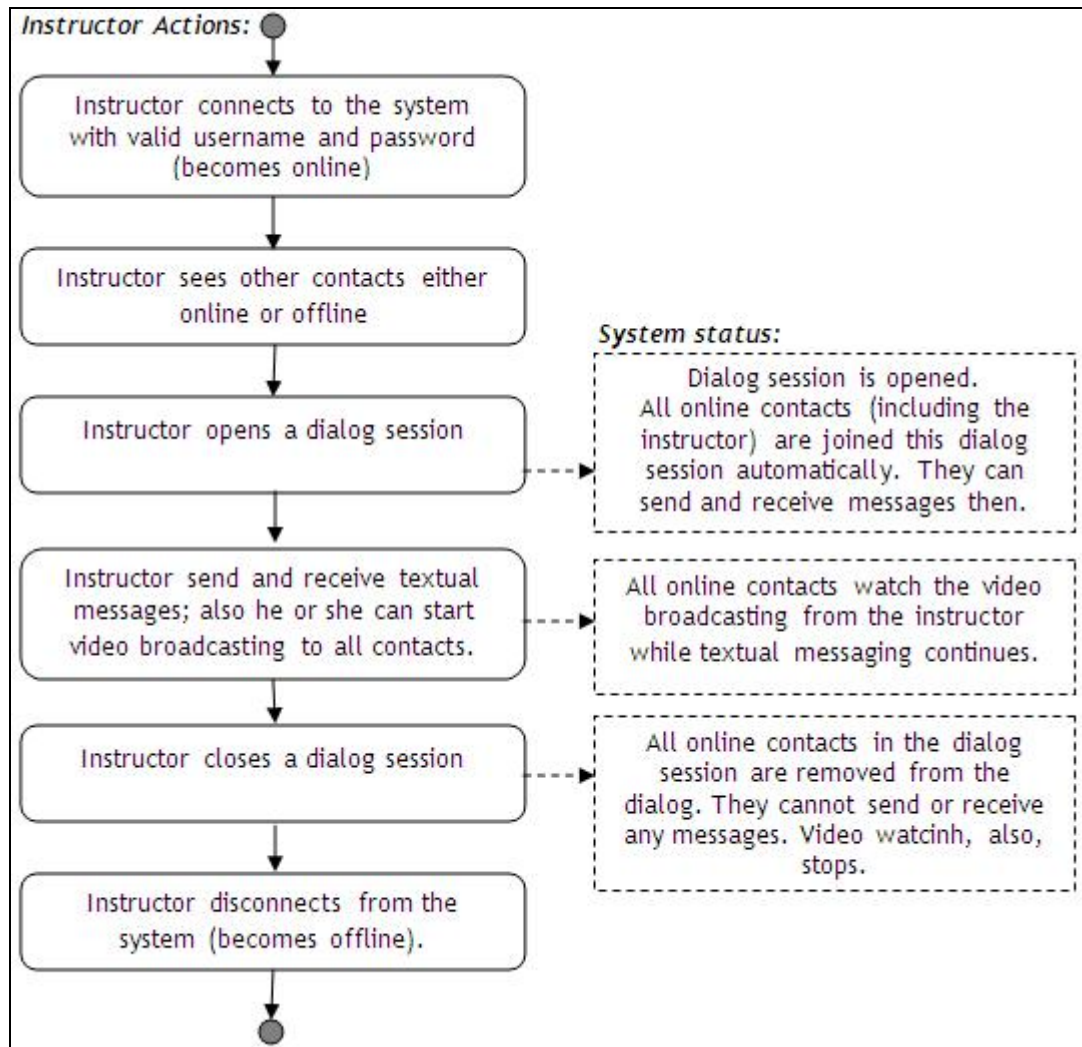 Instructor Actions:
Instructor connects to the system
with valid username and password
(becomes online)
Instructor sees other contacts either
online or offline
Instructor opens a dialog session
System status:
Dialog session is opened.
All online contacts (including the
instructor) are joined this dialog
session automatically. They can
send and receive messages then.
Instructor send and receive textual
messages; also he or she can start
video broadcasting to all contacts.
All online contacts watch the video
broadcasting from the instructor
while textual messaging continues.
Instructor closes a dialog session
All online contacts in the dialog
session are removed from the
dialog. They cannot send or receive
any messages. Video watcinh, also,
stops.
Instructor disconnects from the
system (becomes offline).